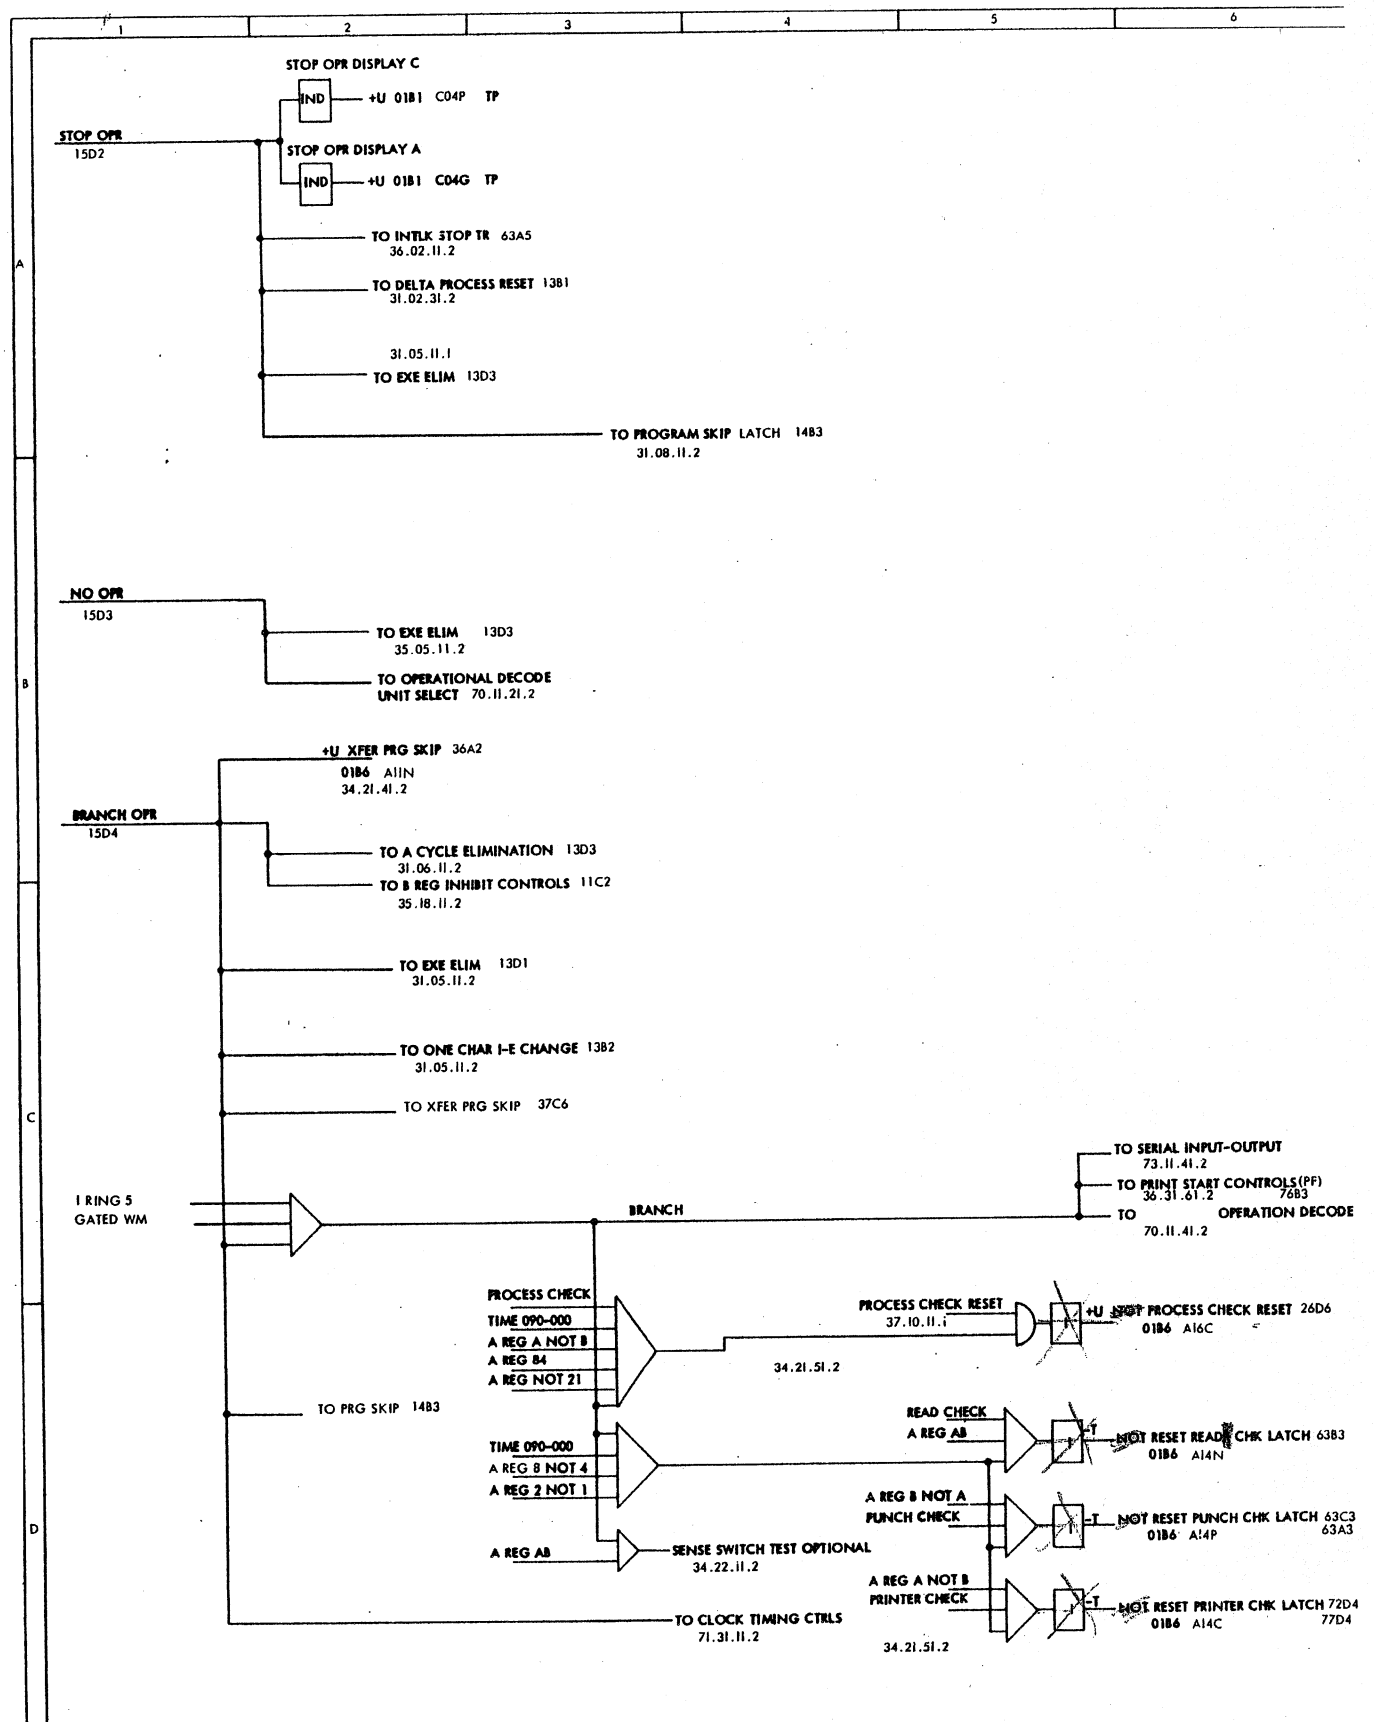 1 2 3 4 5 6
STOP OPR DISPLAY C
IND +U 01B1 C04P TP
STOP OPR
15D2
STOP OPR DISPLAY A
IND +U 01B1 C04G TP
TO INTLK STOP TR 63A5
36.02.11.2
A
TO DELTA PROCESS RESET 13B1
31.02.31.2
31.05.11.1
TO EXE ELIM 13D3
TO PROGRAM SKIP LATCH 14B3
31.08.11.2
NO OPR
15D3
TO EXE ELIM 13D3
35.05.11.2
B
TO OPERATIONAL DECODE
UNIT SELECT 70.11.21.2
+U XFER PRG SKIP 36A2
01B6 A11N
34.21.41.2
BRANCH OPR
15D4
TO A CYCLE ELIMINATION 13D3
31.06.11.2
TO B REG INHIBIT CONTROLS 11C2
35.18.11.2
TO EXE ELIM 13D1
31.05.11.2
TO ONE CHAR I-E CHANGE 13B2
31.05.11.2
TO XFER PRG SKIP 37C6
C
TO SERIAL INPUT-OUTPUT
73.11.41.2
TO PRINT START CONTROLS(PF)
36.31.61.2 76B3
I RING 5
GATED WM
BRANCH
TO OPERATION DECODE
70.11.41.2
PROCESS CHECK
TIME 090-000
A REG A NOT B
A REG 84
A REG NOT 21
PROCESS CHECK RESET
37.10.11.1
I +U NOT PROCESS CHECK RESET 26D6
01B6 A16C
34.21.51.2
TO PRG SKIP 14B3
READ CHECK
A REG AB
I -T NOT RESET READ CHK LATCH 63B3
01B6 A14N
TIME 090-000
A REG 8 NOT 4
A REG 2 NOT 1
A REG B NOT A
PUNCH CHECK
I -T NOT RESET PUNCH CHK LATCH 63C3
01B6 A14P 63A3
D
A REG AB
SENSE SWITCH TEST OPTIONAL
34.22.11.2
A REG A NOT B
PRINTER CHECK
I -T NOT RESET PRINTER CHK LATCH 72D4
01B6 A14C 77D4
TO CLOCK TIMING CTRLS
71.31.11.2
34.21.51.2